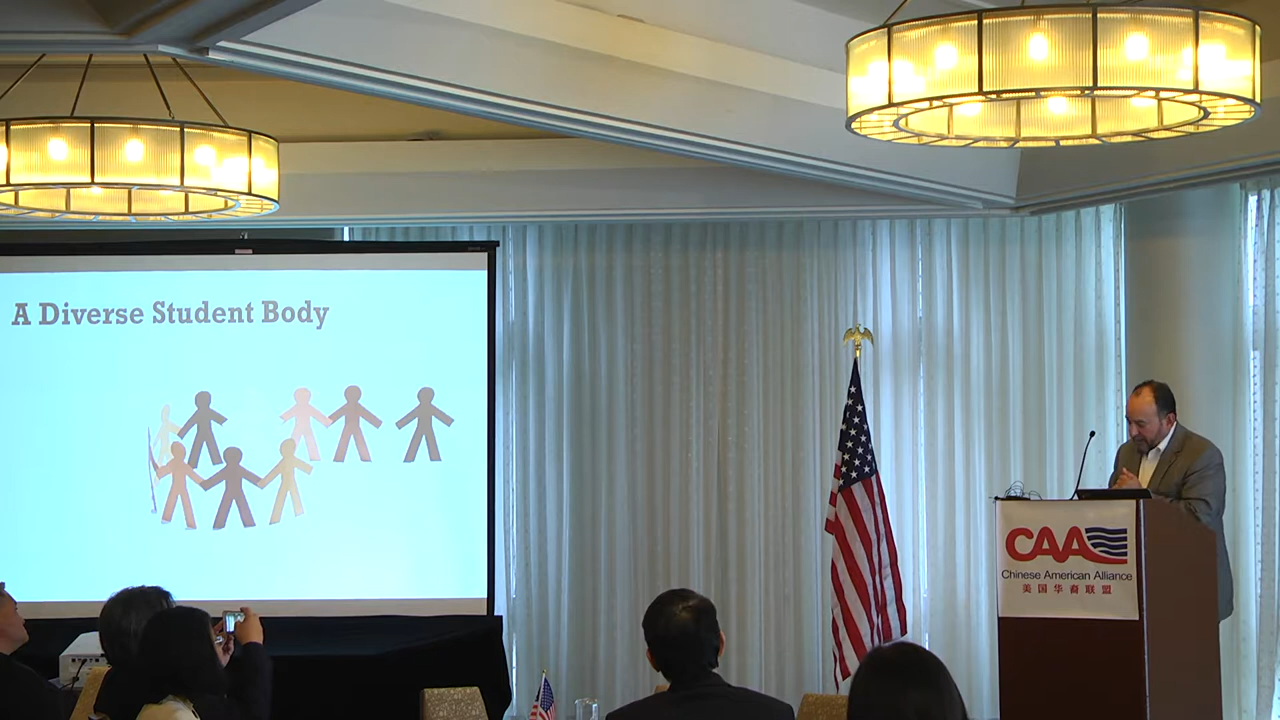 A Diverse Student Body
CAA
Chinese American Alliance
美国华裔联盟